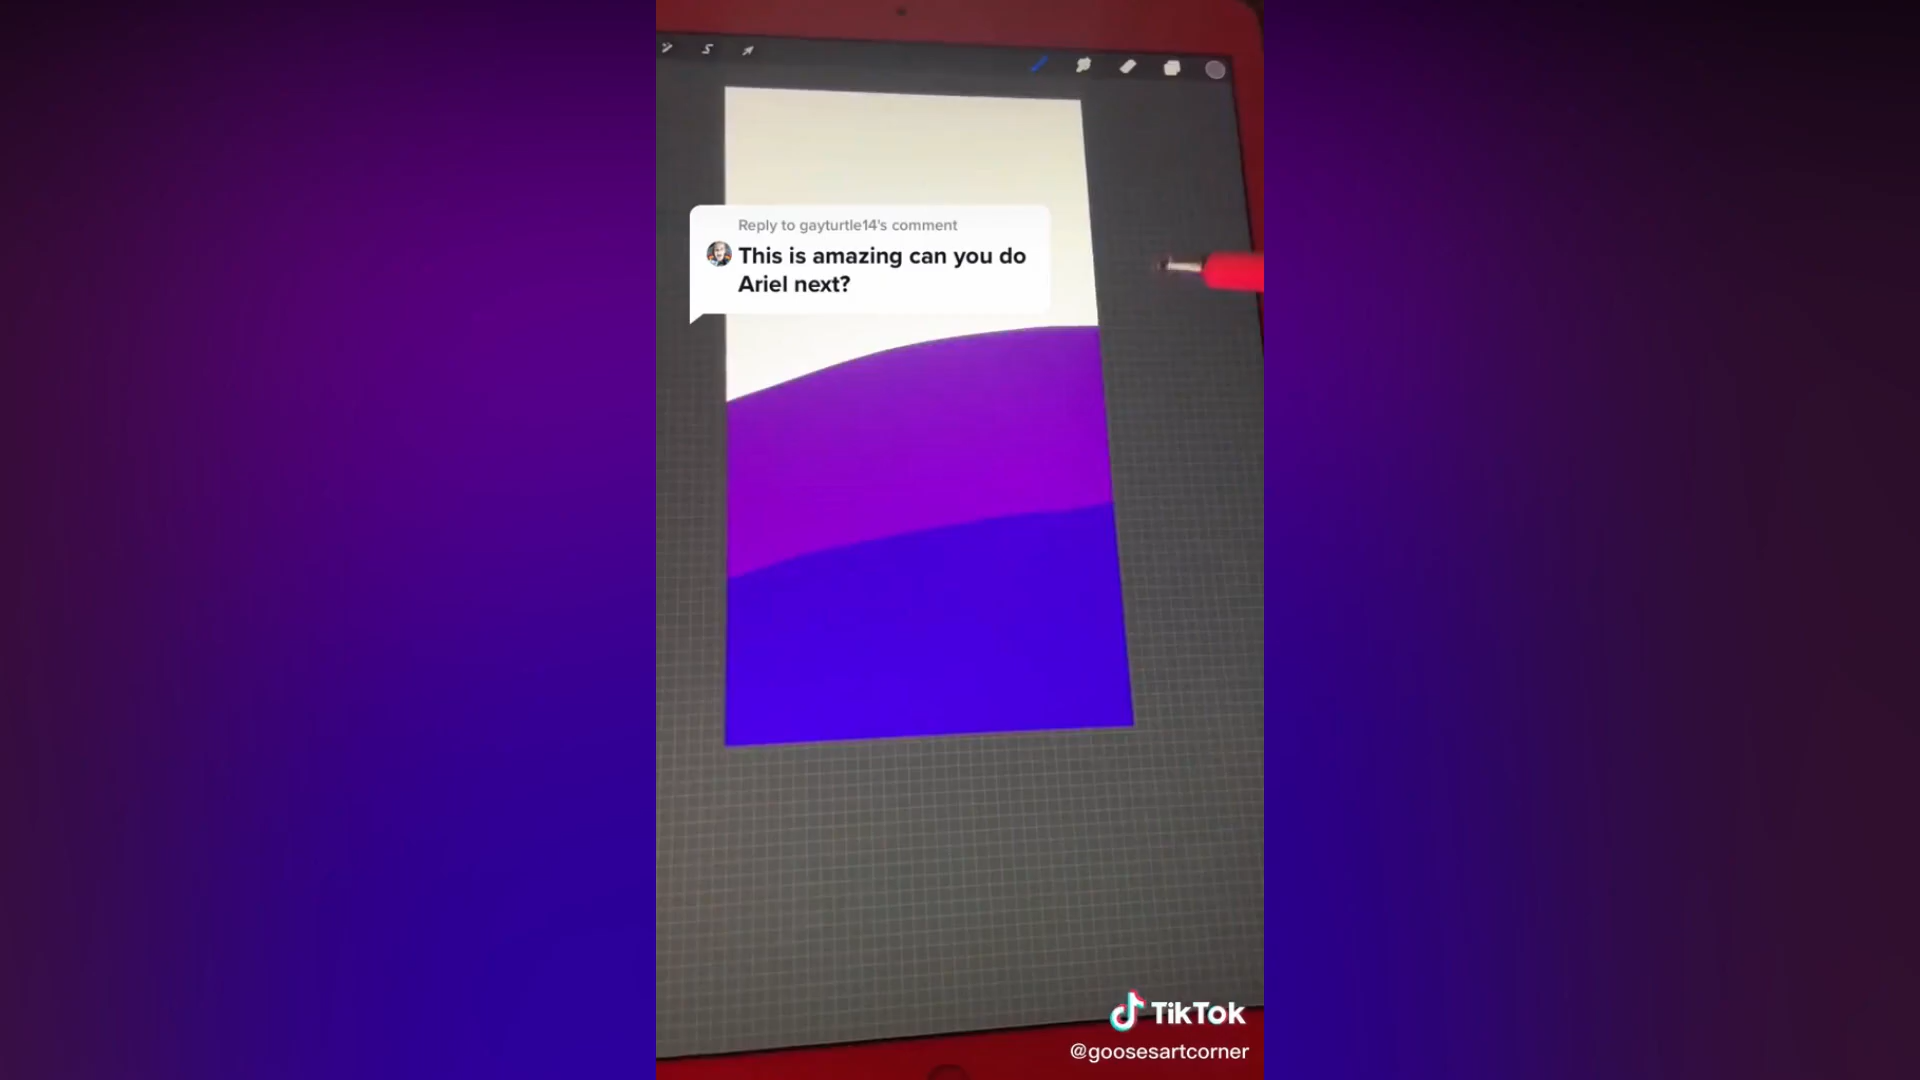 Reply to gayturtle14's comment
This is amazing can you do
Ariel next?
TikTok
@goosesartcorner